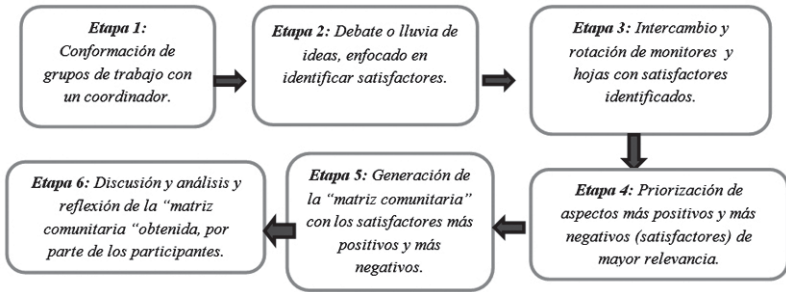 Etapa 1:
Conformación de
grupos de trabajo con
un coordinador.
Etapa 2: Debate o lluvia de
ideas, enfocado en
identificar satisfactores.
Etapa 3: Intercambio y
rotación de monitores y
hojas con satisfactores
identificados.
Etapa 4: Priorización de
aspectos más positivos y más
negativos (satisfactores) de
mayor relevancia.
Etapa 5: Generación de
la “matriz comunitaria”
con los satisfactores más
positivos y más
negativos.
Etapa 6: Discusión y análisis y
reflexión de la “matriz
comunitaria “obtenida, por
parte de los participantes.